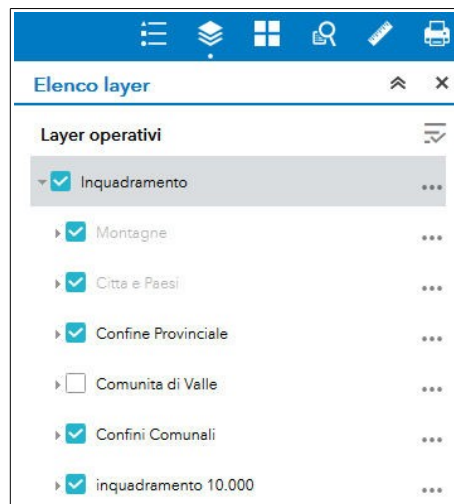 Elenco layer
Layer operativi
Inquadramento
Montagne
Citta e Paesi
Confine Provinciale
Comunita di Valle
Confini Comunali
inquadramento 10.000